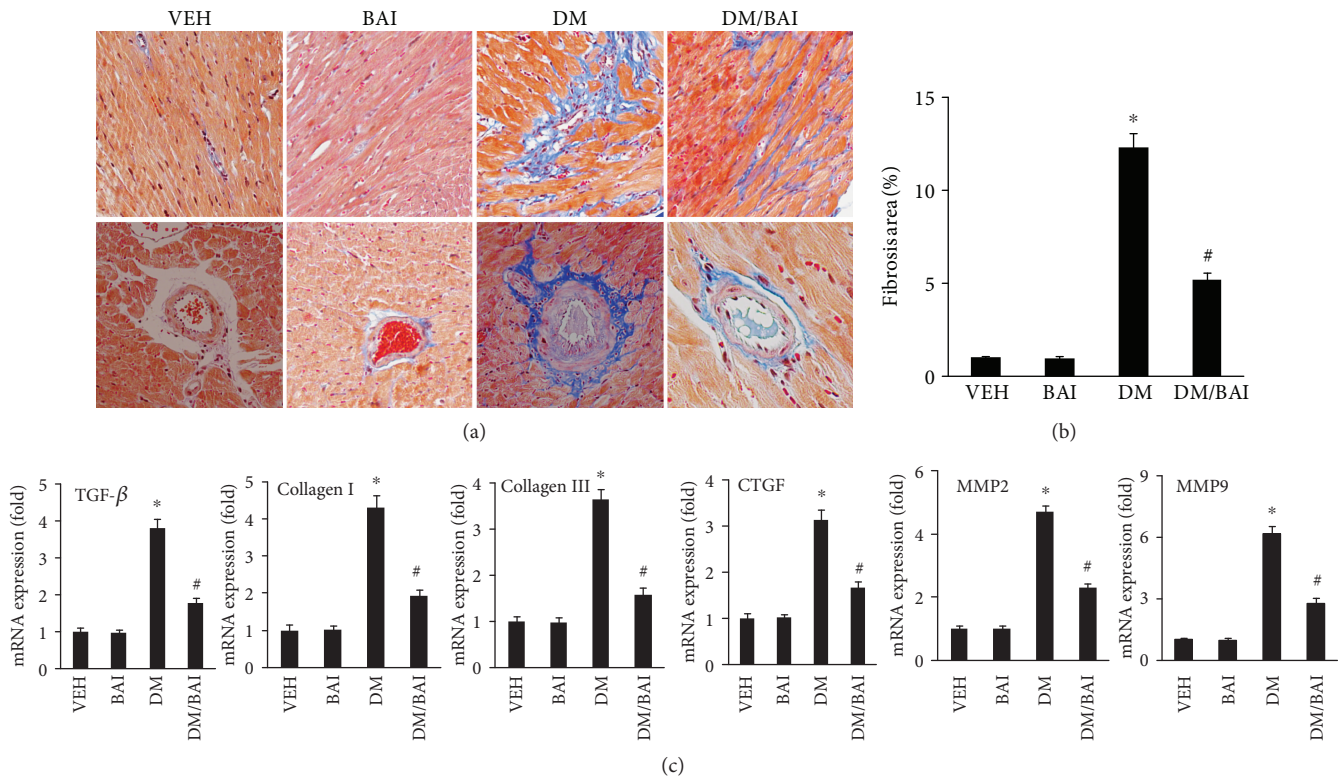 VEH BAI DM DM/BAI
(a)
Fibrosis area (%)
15
10
5
0
*
#
VEH BAI DM DM/BAI
(b)
mRNA expression (fold)
TGF-β
5
4
3
2
1
0
*
#
VEH BAI DM DM/BAI
mRNA expression (fold)
Collagen I
5
4
3
2
1
0
*
#
VEH BAI DM DM/BAI
mRNA expression (fold)
Collagen III
4
3
2
1
0
*
#
VEH BAI DM DM/BAI
mRNA expression (fold)
CTGF
4
3
2
1
0
*
#
VEH BAI DM DM/BAI
mRNA expression (fold)
MMP2
6
4
2
0
*
#
VEH BAI DM DM/BAI
mRNA expression (fold)
MMP9
9
6
3
0
*
#
VEH BAI DM DM/BAI
(c)